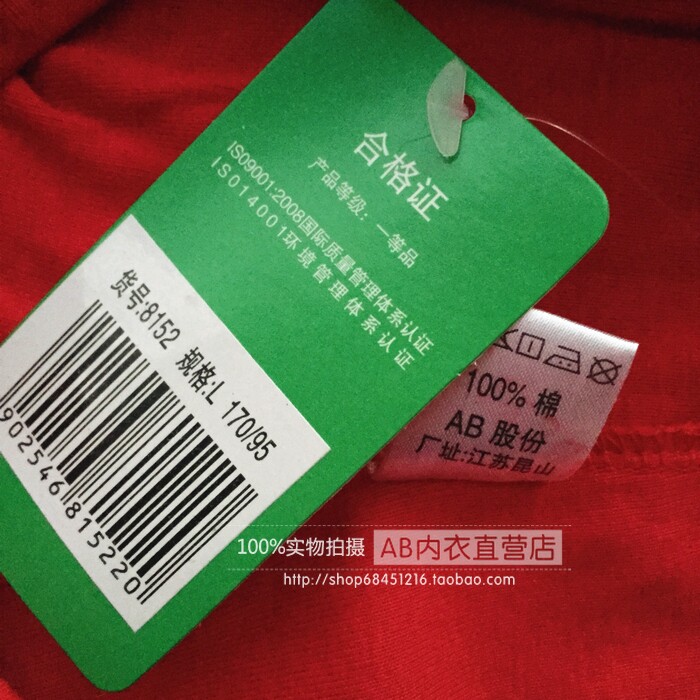 合格证
产品等级：一等品
ISO9001:2008国际质量管理体系认证
ISO14001环境管理体系认证
货号:8152 规格:L 170/95
902546815220
100% 棉
AB 股份
厂址:江苏昆山
100%实物拍摄 AB内衣直营店
http://shop68451216.taobao.com